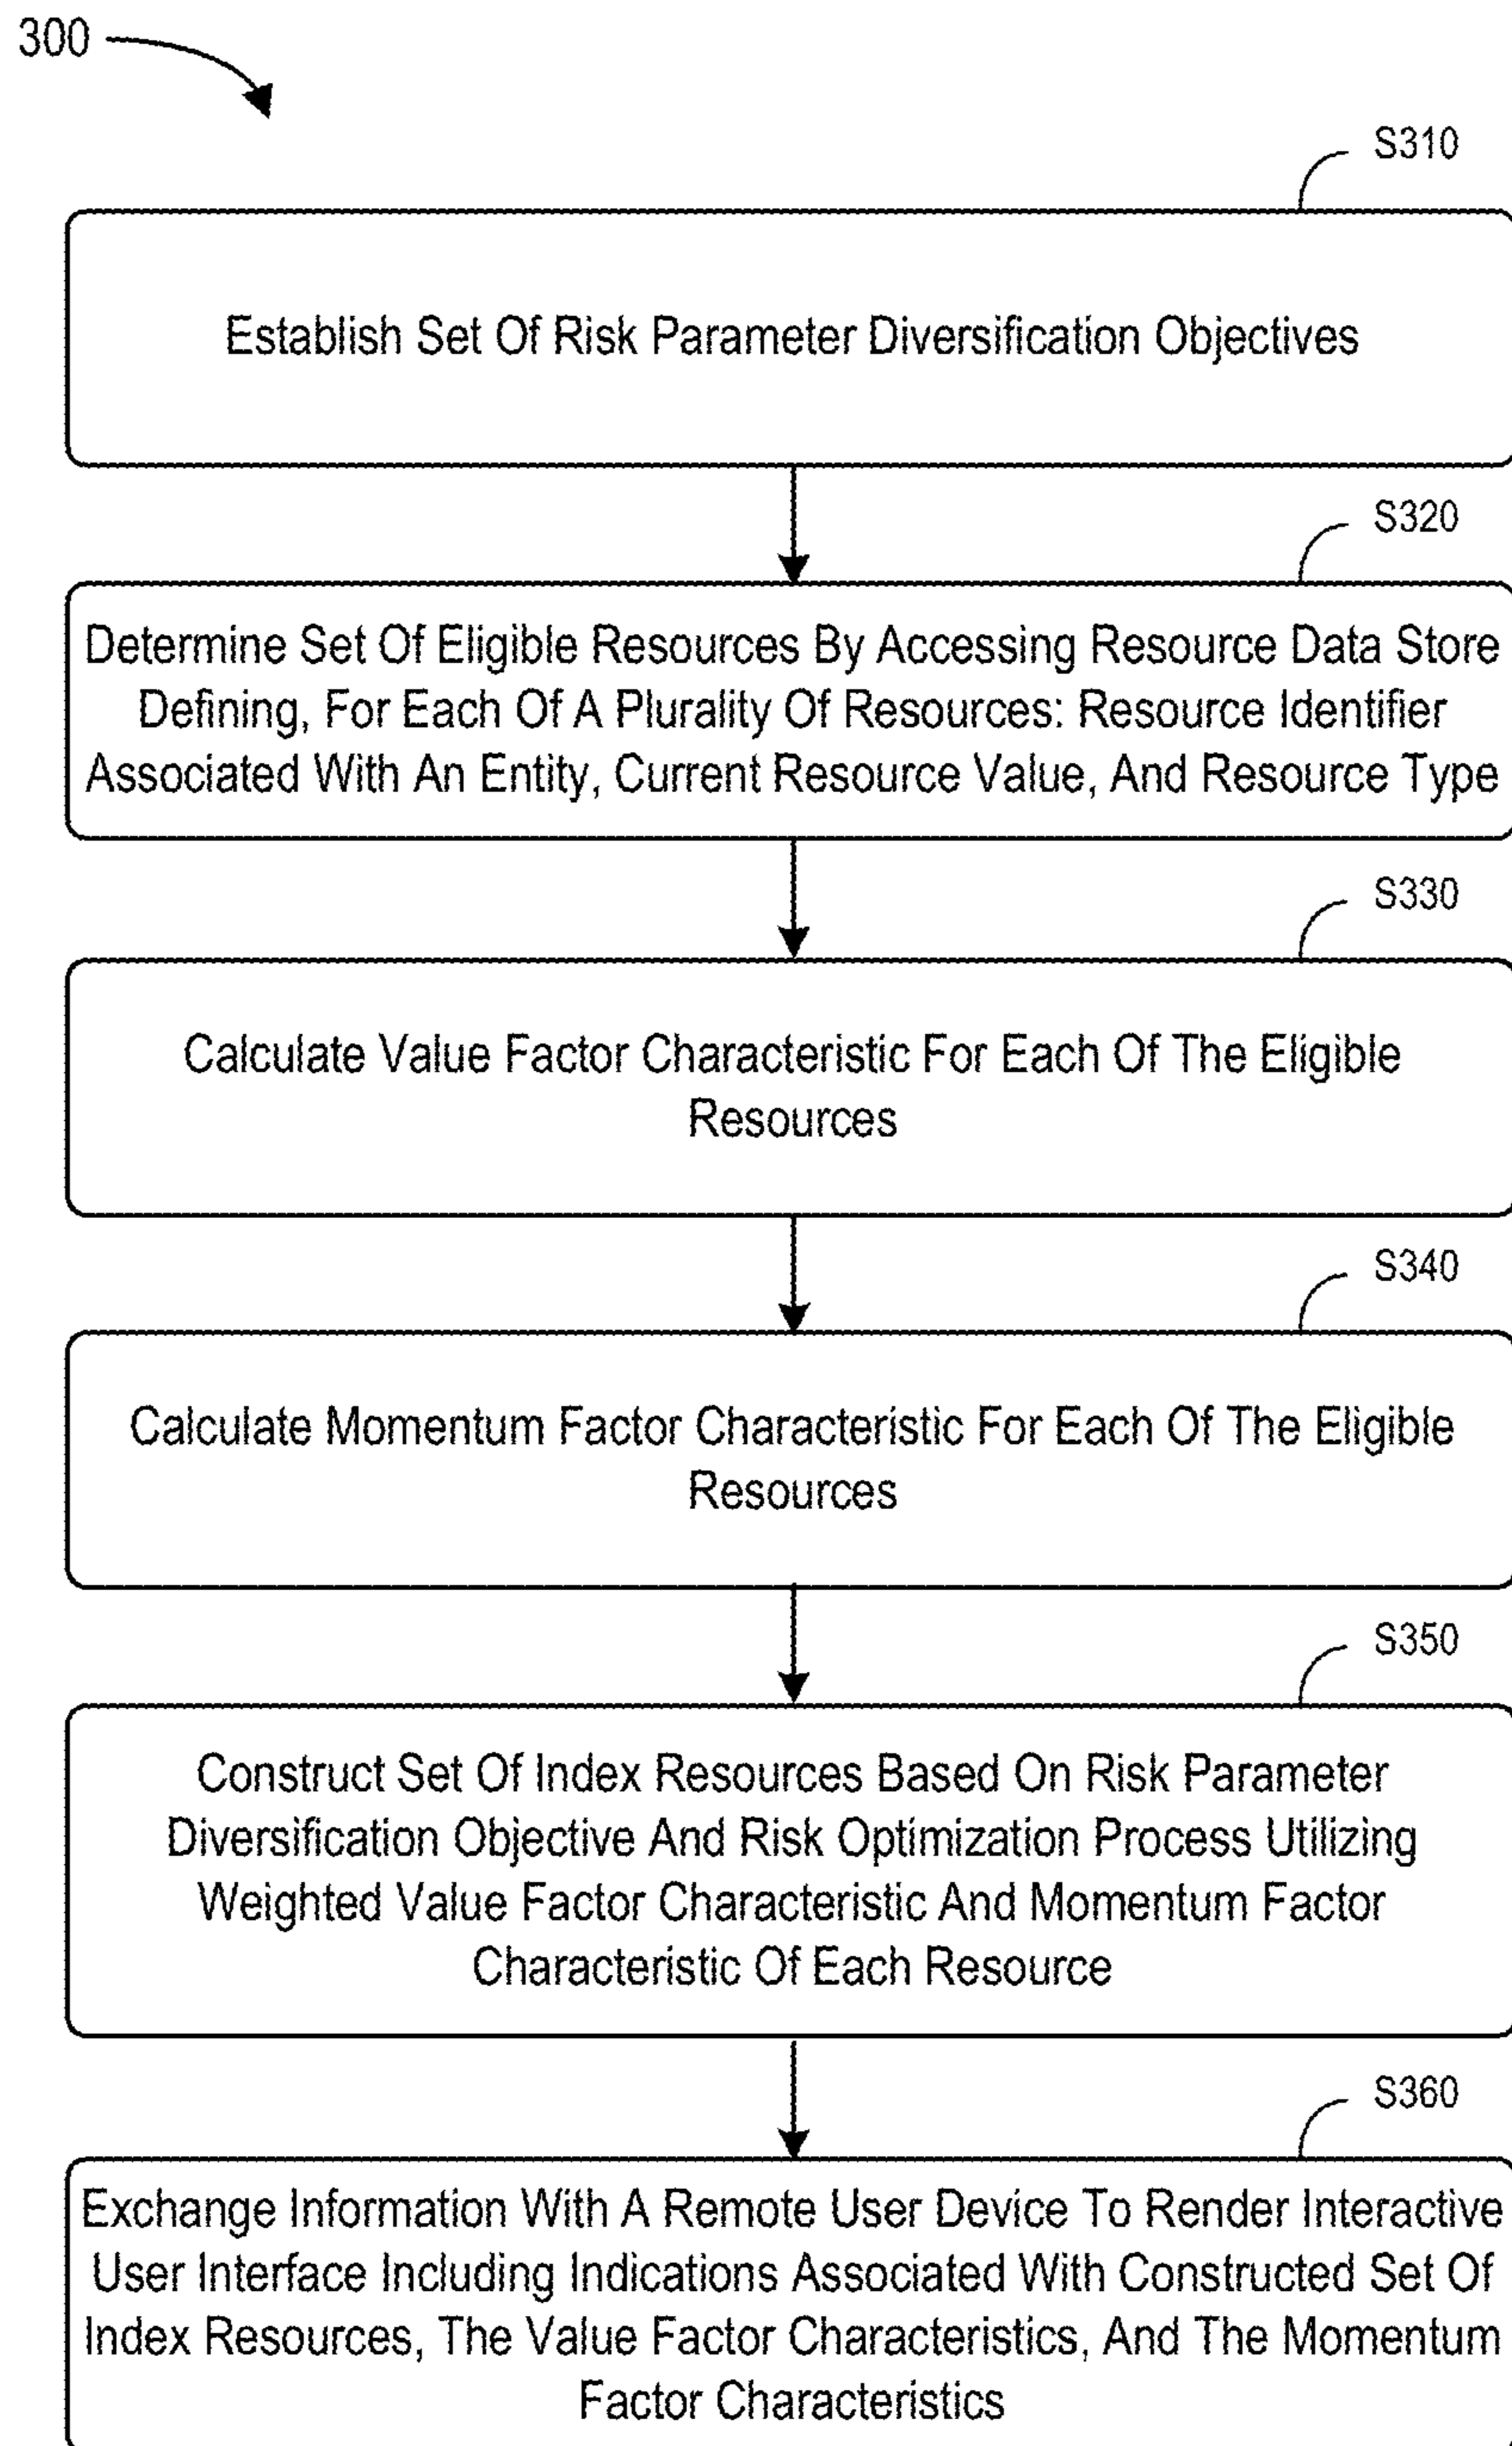 300
S310
Establish Set Of Risk Parameter Diversification Objectives
S320
Determine Set Of Eligible Resources By Accessing Resource Data Store
Defining, For Each Of A Plurality Of Resources: Resource Identifier
Associated With An Entity, Current Resource Value, And Resource Type
S330
Calculate Value Factor Characteristic For Each Of The Eligible
Resources
S340
Calculate Momentum Factor Characteristic For Each Of The Eligible
Resources
S350
Construct Set Of Index Resources Based On Risk Parameter
Diversification Objective And Risk Optimization Process Utilizing
Weighted Value Factor Characteristic And Momentum Factor
Characteristic Of Each Resource
S360
Exchange Information With A Remote User Device To Render Interactive
User Interface Including Indications Associated With Constructed Set Of
Index Resources, The Value Factor Characteristics, And The Momentum
Factor Characteristics